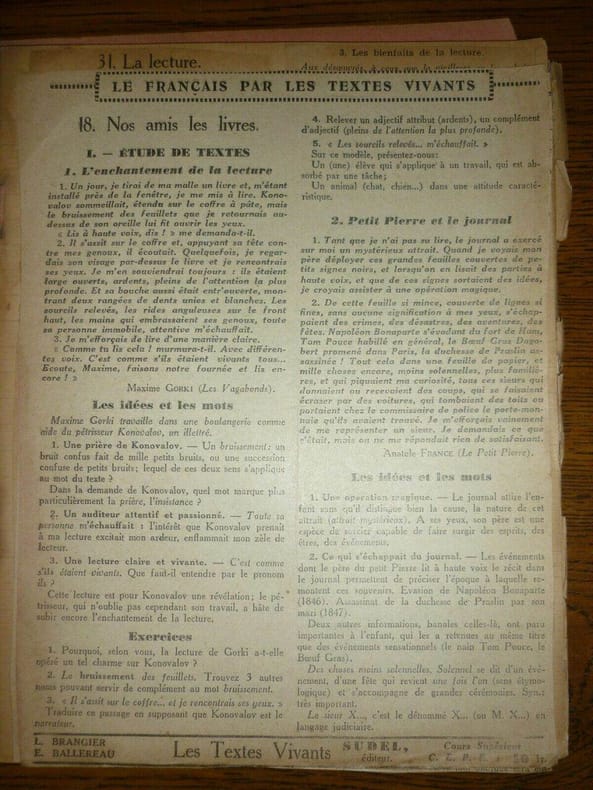 31. La lecture.
3. Les bienfaits de la lecture.
LE FRANÇAIS PAR LES TEXTES VIVANTS
18. Nos amis les livres.
I. — ÉTUDE DE TEXTES
1. L'enchantement de la lecture
1. Un jour, je tirai de ma malle un livre et, m'étant
installé près de la fenêtre, je me mis à lire. Kono-
valov sommeillait, étendu sur le coffre à pâte, mais
le bruissement des feuillets que je retournais au-
dessus de son oreille lui fit ouvrir les yeux.
« Lis à haute voix, dis ! » me demanda-t-il.
2. Il s'assit sur le coffre et, appuyant sa tête con-
tre mes genoux, il écoutait. Quelquefois, je regar-
dais son visage par-dessus le livre et je rencontrais
ses yeux. Je m'en souviendrai toujours : ils étaient
large ouverts, ardents, pleins de l'attention la plus
profonde. Et sa bouche aussi était entr'ouverte, mon-
trant deux rangées de dents unies et blanches. Les
sourcils relevés, les rides anguleuses sur le front
haut, les mains qui embrassaient ses genoux, toute
sa personne immobile, attentive m'échauffait.
3. Je m'efforçais de lire d'une manière claire.
« Comme tu lis cela ! murmura-t-il. Avec différen-
tes voix. C'est comme s'ils étaient vivants tous...
Ecoute, Maxime, faisons notre fournée et lis en-
core ! »
Maxime GORKI (Les Vagabonds).
Les idées et les mots
Maxime Gorki travaille dans une boulangerie comme
aide du pétrisseur Konovalov, un illettré.
1. Une prière de Konovalov. — Un bruissement: un
bruit confus fait de mille petits bruits, ou une succession
confuse de petits bruits; lequel de ces deux sens s'applique
au mot du texte ?
Dans la demande de Konovalov, quel mot marque plus
particulièrement la prière, l'insistance ?
2. Un auditeur attentif et passionné. — Toute sa
personne m'échauffait : l'intérêt que Konovalov prenait
à ma lecture excitait mon ardeur, enflammait mon zèle de
lecteur.
3. Une lecture claire et vivante. — C'est comme
s'ils étaient vivants. Que faut-il entendre par le pronom
ils ?
Cette lecture est pour Konovalov une révélation; le pé-
trisseur, qui n'oublie pas cependant son travail, a hâte de
subir encore l'enchantement de la lecture.
Exercices
1. Pourquoi, selon vous, la lecture de Gorki a-t-elle
opéré un tel charme sur Konovalov ?
2. Le bruissement des feuillets. Trouvez 3 autres
noms pouvant servir de complément au mot bruissement.
3. « Il s'assit sur le coffre... et je rencontrais ses yeux. »
Traduire ce passage en supposant que Konovalov est le
narrateur.
4. Relever un adjectif attribut (ardents), un complément
d'adjectif (pleins de l'attention la plus profonde).
5. « Les sourcils relevés... m'échauffait. »
Sur ce modèle, présentez-nous:
Un (une) élève qui s'applique à un travail, qui est ab-
sorbé par une tâche;
Un animal (chat, chien...) dans une attitude caracté-
ristique.
2. Petit Pierre et le journal
1. Tant que je n'ai pas su lire, le journal a exercé
sur moi un mystérieux attrait. Quand je voyais mon
père déployer ces grandes feuilles couvertes de pe-
tits signes noirs, et lorsqu'on en lisait des parties à
haute voix, et que de ces signes sortaient des idées,
je croyais assister à une opération magique.
2. De cette feuille si mince, couverte de lignes si
fines, sans aucune signification à mes yeux, s'échap-
paient des crimes, des désastres, des aventures, des
fêtes. Napoléon Bonaparte s'évadant du fort de Ham,
Tom Pouce habillé en général, le Bœuf Gras Dago-
bert promené dans Paris, la duchesse de Praslin as-
sassinée ! Tout cela dans une feuille de papier, et
mille choses encore, moins solennelles, plus familiè-
res, et qui piquaient ma curiosité, tous ces sieurs qui
donnaient ou recevaient des coups, qui se faisaient
écraser par des voitures, qui tombaient des toits ou
portaient chez le commissaire de police le porte-mon-
naie qu'ils avaient trouvé. Je m'efforçais vainement
de me représenter un sieur. Je demandais ce que
c'était, mais on ne me répondait rien de satisfaisant.
Anatole FRANCE (Le Petit Pierre).
Les idées et les mots
1. Une opération magique. — Le journal attire l'en-
fant sans qu'il distingue bien la cause, la nature de cet
attrait (attrait mystérieux). A ses yeux, son père est une
espèce de sorcier capable de faire surgir des esprits, des
êtres, des événements.
2. Ce qui s'échappait du journal. — Les événements
dont le père du petit Pierre lit à haute voix le récit dans
le journal permettent de préciser l'époque à laquelle re-
montent ces souvenirs. Evasion de Napoléon Bonaparte
(1846). Assassinat de la duchesse de Praslin par son
mari (1847).
Deux autres informations, banales celles-là, ont paru
importantes à l'enfant, qui les a retenues au même titre
que des événements sensationnels (le nain Tom Pouce, le
Bœuf Gras).
Des choses moins solennelles. Solennel se dit d'un évé-
nement, d'une fête qui revient une fois l'an (sens étymo-
logique) et s'accompagne de grandes cérémonies. Syn.:
très important.
Le sieur X..., c'est le dénommé X... (ou M. X...) en
langage judiciaire.
L. BRANGIER
E. BALLEREAU
Les Textes Vivants
SUDEL,
éditeur.
Cours Supérieur
C. E. P. E.